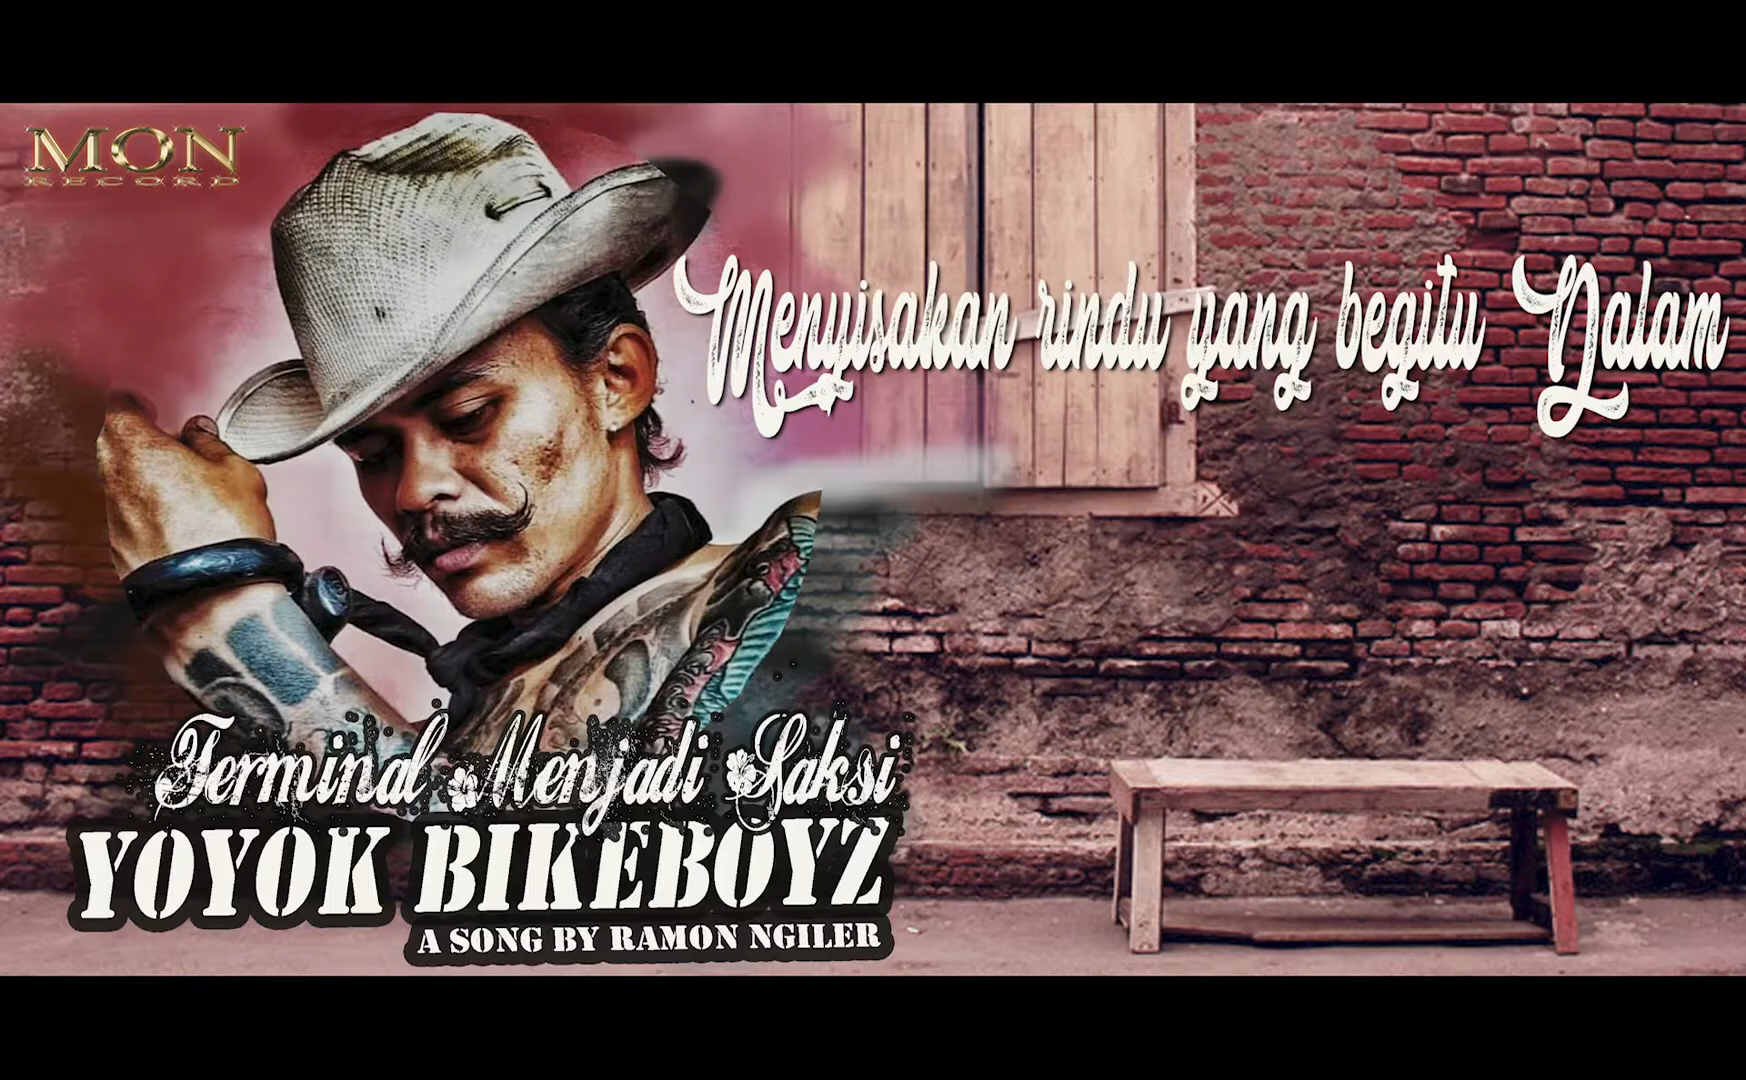 MON
RECORD
Menyisakan rindu yang begitu Dalam
Terminal Menjadi Saksi
YOYOK BIKEBOYZ
A SONG BY RAMON NGILER